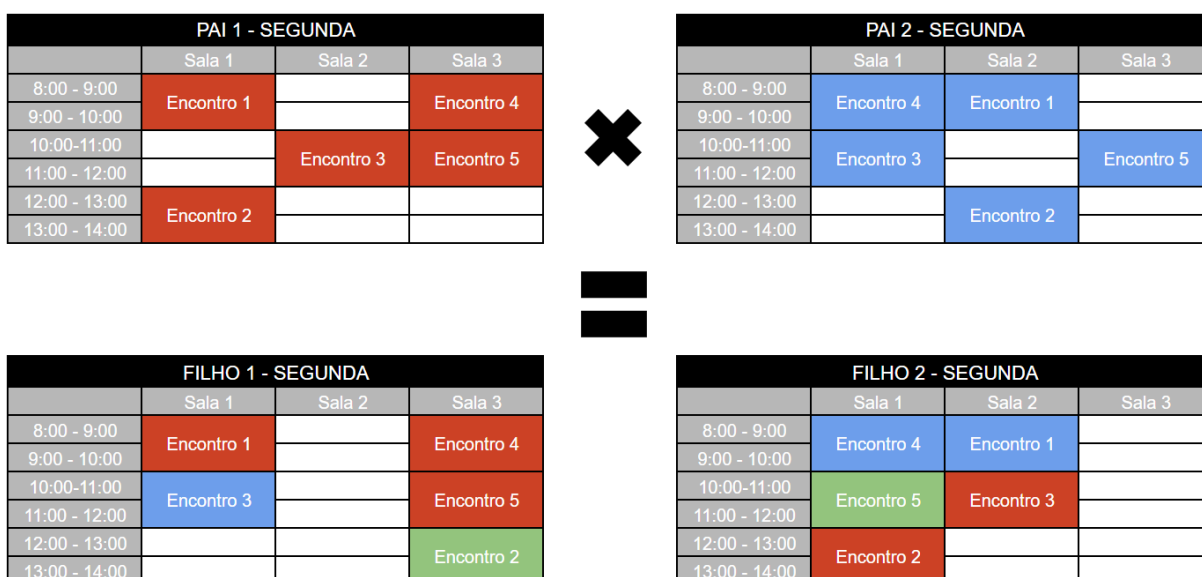 PAI 1 - SEGUNDA
Sala 1 Sala 2 Sala 3
8:00 - 9:00 Encontro 1 Encontro 4
9:00 - 10:00
10:00-11:00 Encontro 3 Encontro 5
11:00 - 12:00
12:00 - 13:00 Encontro 2
13:00 - 14:00
PAI 2 - SEGUNDA
Sala 1 Sala 2 Sala 3
8:00 - 9:00 Encontro 4 Encontro 1
9:00 - 10:00
10:00-11:00 Encontro 3 Encontro 5
11:00 - 12:00
12:00 - 13:00 Encontro 2
13:00 - 14:00
FILHO 1 - SEGUNDA
Sala 1 Sala 2 Sala 3
8:00 - 9:00 Encontro 1 Encontro 4
9:00 - 10:00
10:00-11:00 Encontro 3 Encontro 5
11:00 - 12:00
12:00 - 13:00 Encontro 2
13:00 - 14:00
FILHO 2 - SEGUNDA
Sala 1 Sala 2 Sala 3
8:00 - 9:00 Encontro 4 Encontro 1
9:00 - 10:00
10:00-11:00 Encontro 5 Encontro 3
11:00 - 12:00
12:00 - 13:00 Encontro 2
13:00 - 14:00